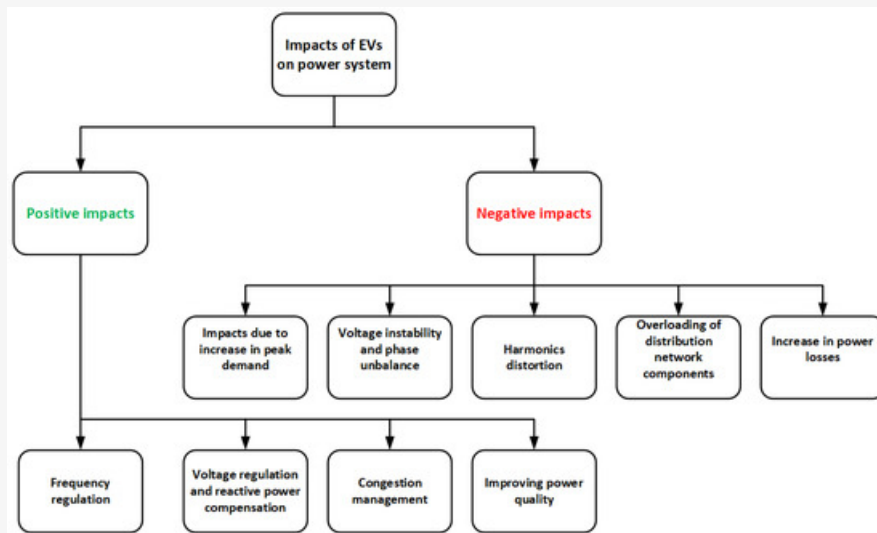 Impacts of EVs
on power system
Positive impacts
Negative impacts
Impacts due to
increase in peak
demand
Voltage instability
and phase
unbalance
Harmonics
distortion
Overloading of
distribution
network
components
Increase in power
losses
Frequency
regulation
Voltage regulation
and reactive power
compensation
Congestion
management
Improving power
quality